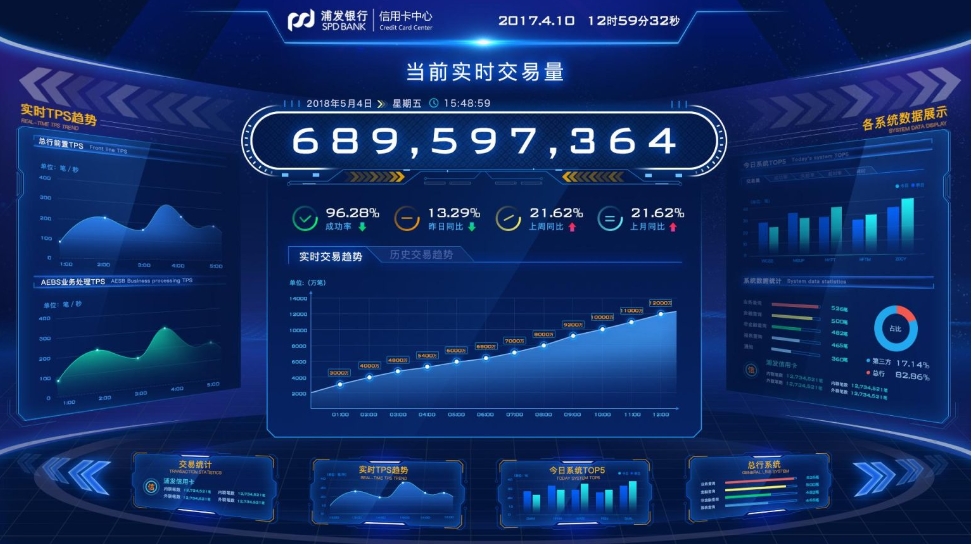 浦发银行
SPD BANK
信用卡中心
Credit Card Center
2017.4.10 12时59分32秒
当前实时交易量
2018年5月4日 星期五 15:48:59
689,597,364
实时TPS趋势
REAL-TIME TPS TREND
总行前置TPS Front line TPS
单位：笔/秒
400
300
200
100
0
1:00 2:00 3:00 4:00 5:00
AEBS业务处理TPS AESB Business processing TPS
单位：笔/秒
400
300
200
100
0
1:00 2:00 3:00 4:00 5:00
96.28%
成功率
13.29%
昨日同比
21.62%
上周同比
21.62%
上月同比
实时交易趋势 历史交易趋势
单位：(万笔)
14000
12000
10000
8000
6000
4000
2000
3000万 4000万 4800万 5400万 6000万 6500万 7000万 8000万 9200万 10000万 11000万 12000万
01:00 02:00 03:00 04:00 05:00 06:00 07:00 08:00 09:00 10:00 11:00 12:00
各系统数据展示
SYSTEM DATA DISPLAY
今日系统TOP5 Today's system TOP5
系统数据统计 System data statistics
536笔
500笔
483笔
465笔
360笔
占比
第三方 17.14%
总行 82.86%
信
浦发信用卡
交易统计
TRANSACTION STATISTICS
信
浦发信用卡
实时TPS趋势
REAL-TIME TPS TREND
今日系统TOP5
TODAY SYSTEM TOP5
总行系统